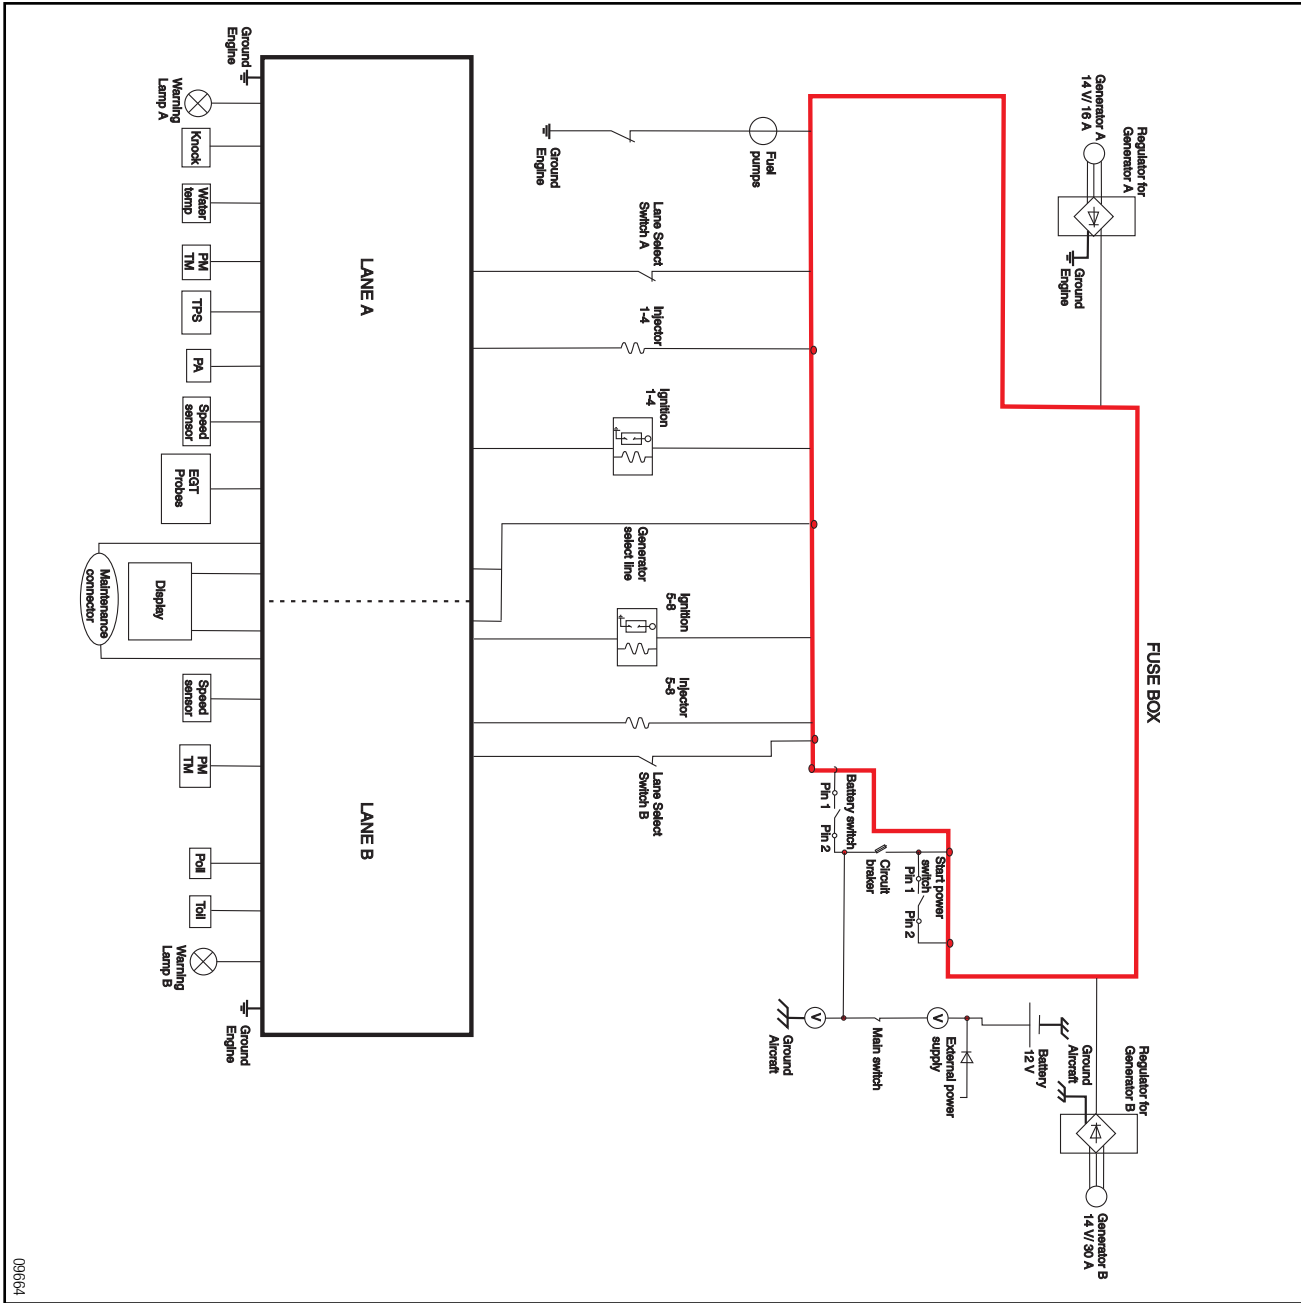 FUSE BOX
Regulator for
Generator A
Generator A
14 V/ 16 A
Ground
Engine
Regulator for
Generator B
Generator B
14 V/ 30 A
Ground
Aircraft
Battery
12 V
External power
supply
V
Main switch
V
Ground
Aircraft
Start power
switch
Pin 1
Pin 2
Circuit
braker
Battery switch
Pin 1
Pin 2
Fuel
pumps
Ground
Engine
Lane Select
Switch A
Injector
1-4
Ignition
1-4
Generator
select line
Ignition
5-8
Injector
5-8
Lane Select
Switch B
LANE A
LANE B
Ground
Engine
Warning
Lamp A
Knock
Water
temp
PM
TM
TPS
PA
Speed
sensor
EGT
Probes
Display
Maintenance
connector
Speed
sensor
PM
TM
Poil
Toil
Warning
Lamp B
Ground
Engine
09664